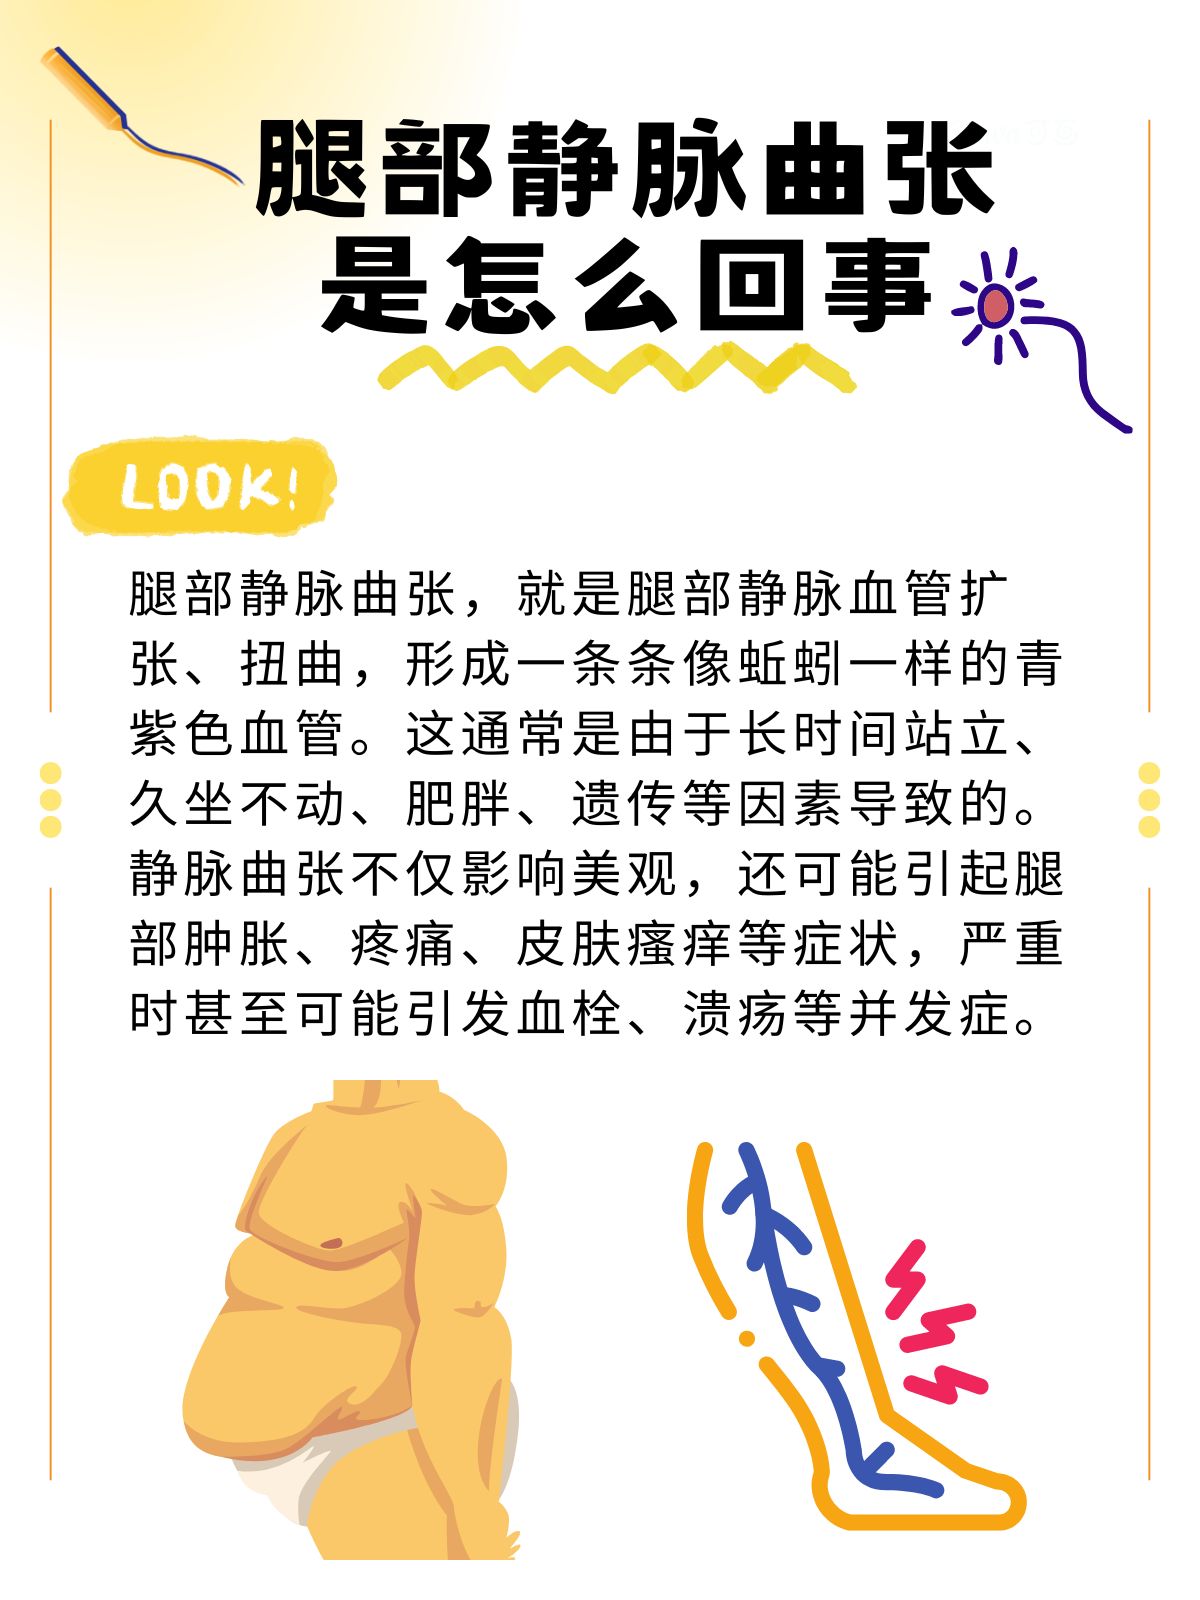 腿部静脉曲张
是怎么回事
LOOK!
腿部静脉曲张，就是腿部静脉血管扩
张、扭曲，形成一条条像蚯蚓一样的青
紫色血管。这通常是由于长时间站立、
久坐不动、肥胖、遗传等因素导致的。
静脉曲张不仅影响美观，还可能引起腿
部肿胀、疼痛、皮肤瘙痒等症状，严重
时甚至可能引发血栓、溃疡等并发症。